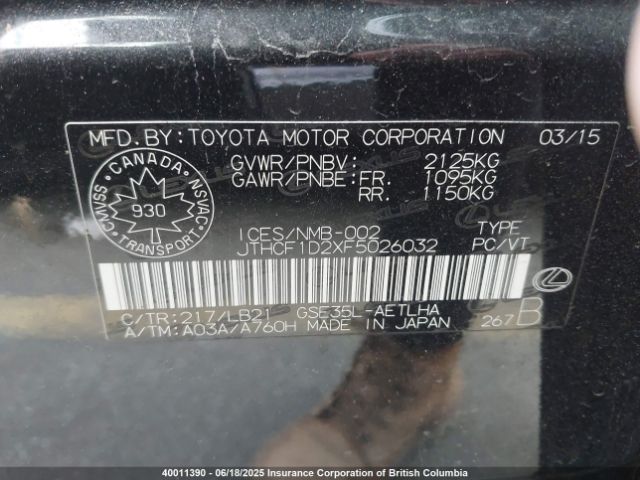 MFD.BY:TOYOTA MOTOR CORPORATION 03/15
GVWR/PNBV: 2125KG
GAWR/PNBE:FR. 1095KG
RR. 1150KG
CANADA
CMVSS NSVAC
930
TRANSPORT
ICES/NMB-002 TYPE
JTHCF1D2XF5026032 PC/VT
C/TR:217/LB21 GSE35L-AETLHA
A/TM:A03A/A760H MADE IN JAPAN 267 B
40011390 - 06/18/2025 Insurance Corporation of British Columbia